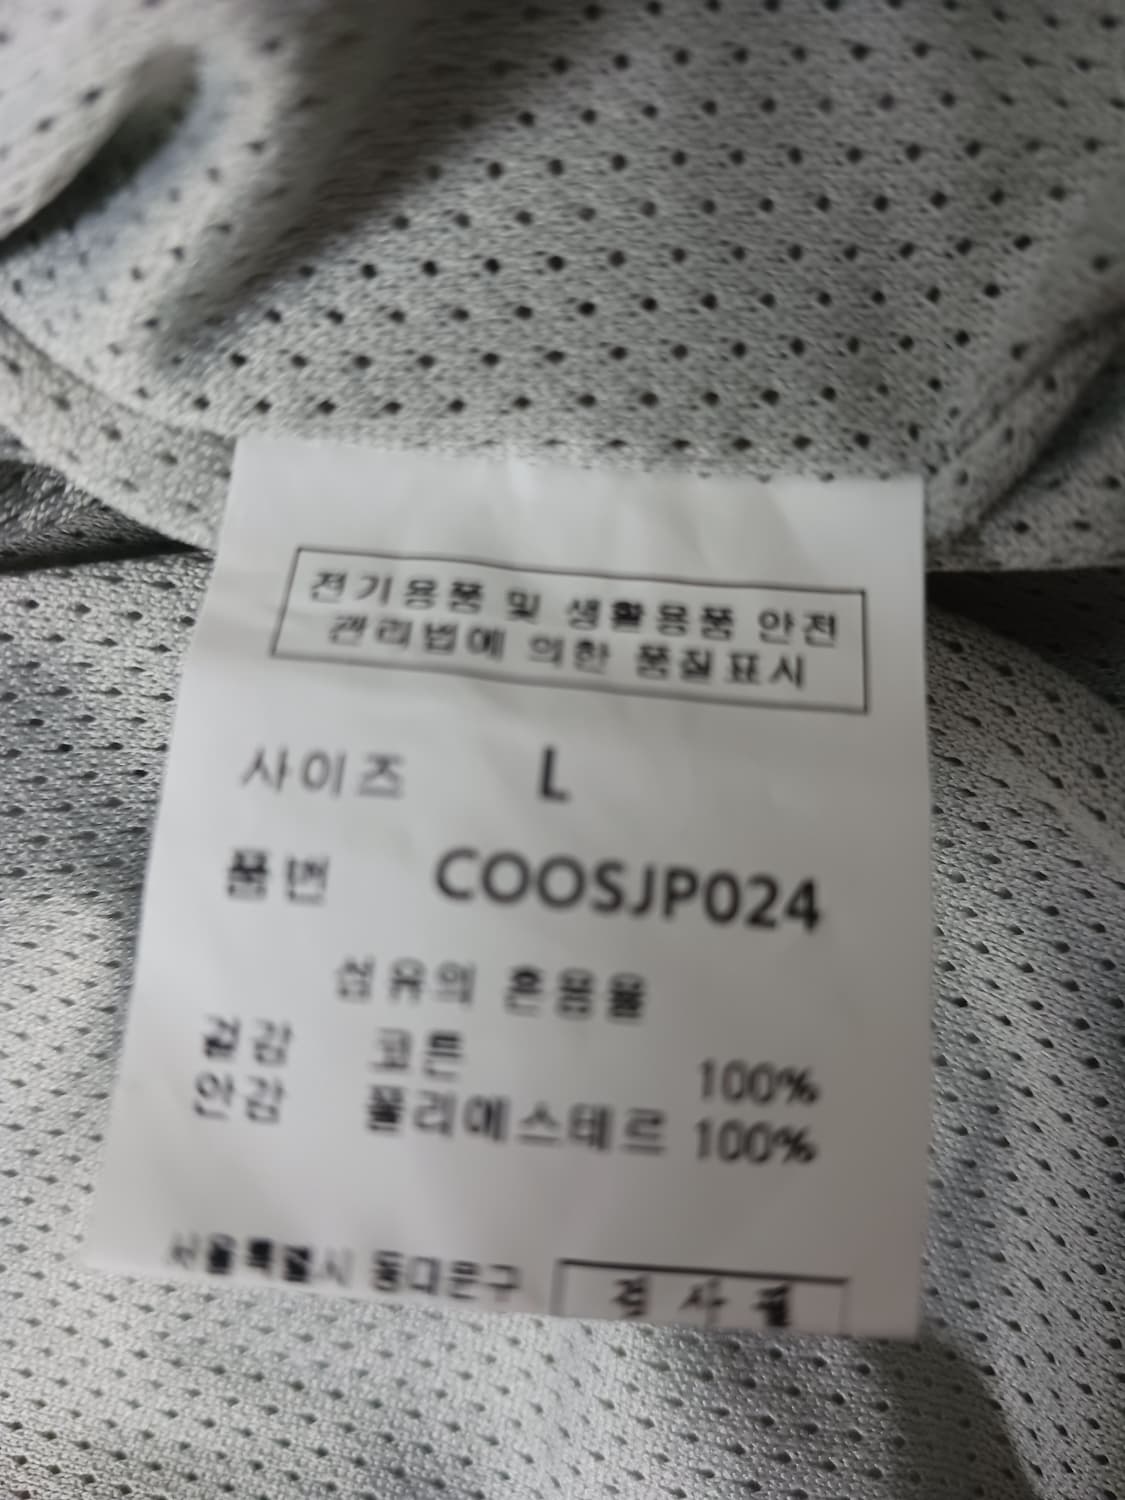 전기용품 및 생활용품 안전
관리법에 의한 품질표시
사이즈 L
품번 COOSJP024
섬유의 혼용율
겉감 코튼 100%
안감 폴리에스테르 100%
서울특별시 동대문구
검사필